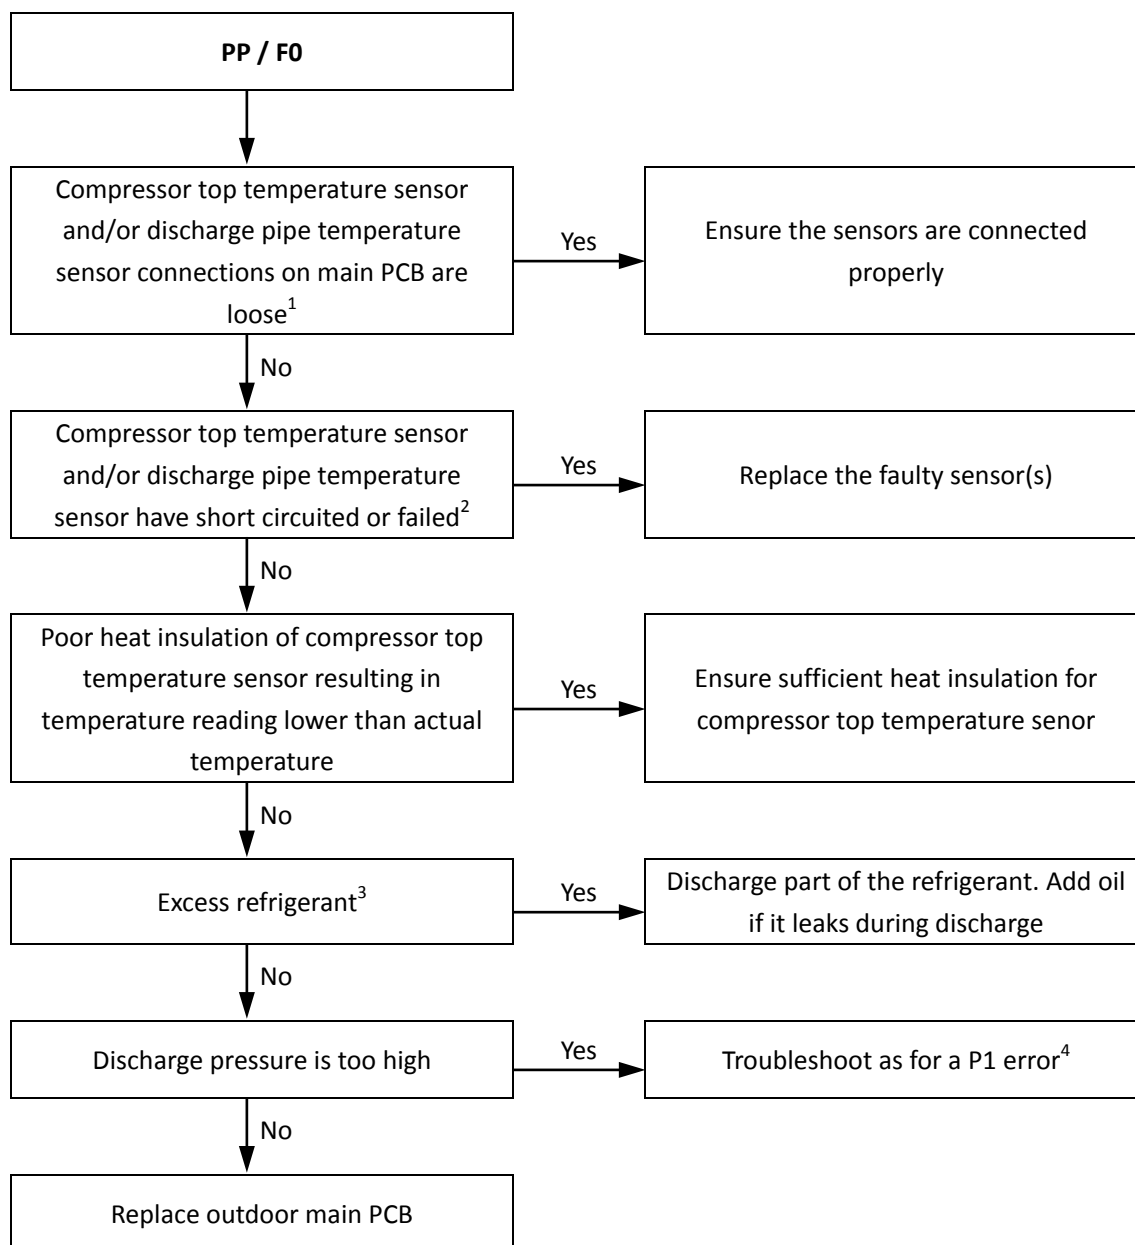 PP / F0
Compressor top temperature sensor
and/or discharge pipe temperature
sensor connections on main PCB are
loose1
Yes
Ensure the sensors are connected
properly
No
Compressor top temperature sensor
and/or discharge pipe temperature
sensor have short circuited or failed2
Yes
Replace the faulty sensor(s)
No
Poor heat insulation of compressor top
temperature sensor resulting in
temperature reading lower than actual
temperature
Yes
Ensure sufficient heat insulation for
compressor top temperature senor
No
Excess refrigerant3
Yes
Discharge part of the refrigerant. Add oil
if it leaks during discharge
No
Discharge pressure is too high
Yes
Troubleshoot as for a P1 error4
No
Replace outdoor main PCB